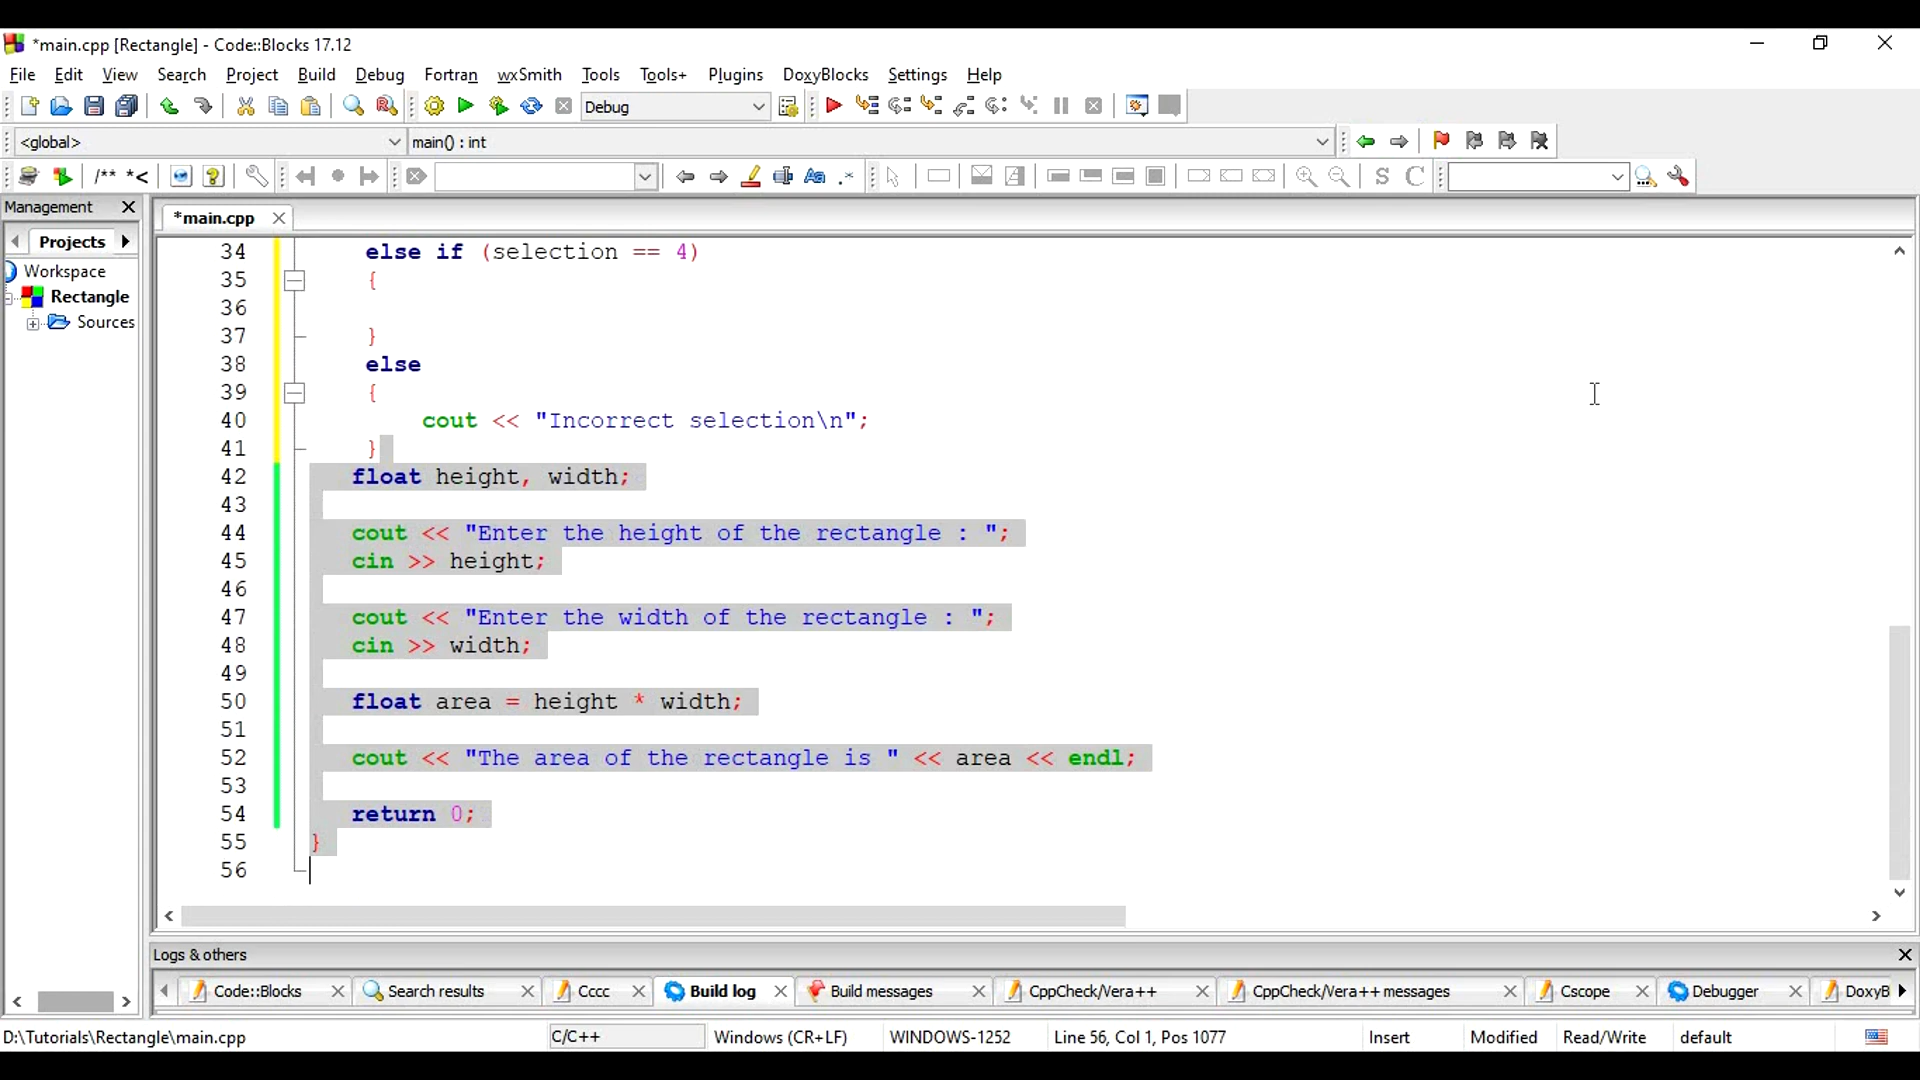 *main.cpp [Rectangle] - Code::Blocks 17.12
File Edit View Search Project Build Debug Fortran wxSmith Tools Tools+ Plugins DoxyBlocks Settings Help
Debug
<global> main() : int
/** *<
Aa .* S C
Management
*main.cpp
Projects
Workspace
Rectangle
Sources
34 else if (selection == 4)
35 {
36
37 }
38 else
39 {
40 cout << "Incorrect selection\n";
41 }
42 float height, width;
43
44 cout << "Enter the height of the rectangle : ";
45 cin >> height;
46
47 cout << "Enter the width of the rectangle : ";
48 cin >> width;
49
50 float area = height * width;
51
52 cout << "The area of the rectangle is " << area << endl;
53
54 return 0;
55 }
56
Logs & others
Code::Blocks Search results Cccc Build log Build messages CppCheck/Vera++ CppCheck/Vera++ messages Cscope Debugger DoxyB
D:\Tutorials\Rectangle\main.cpp C/C++ Windows (CR+LF) WINDOWS-1252 Line 56, Col 1, Pos 1077 Insert Modified Read/Write default